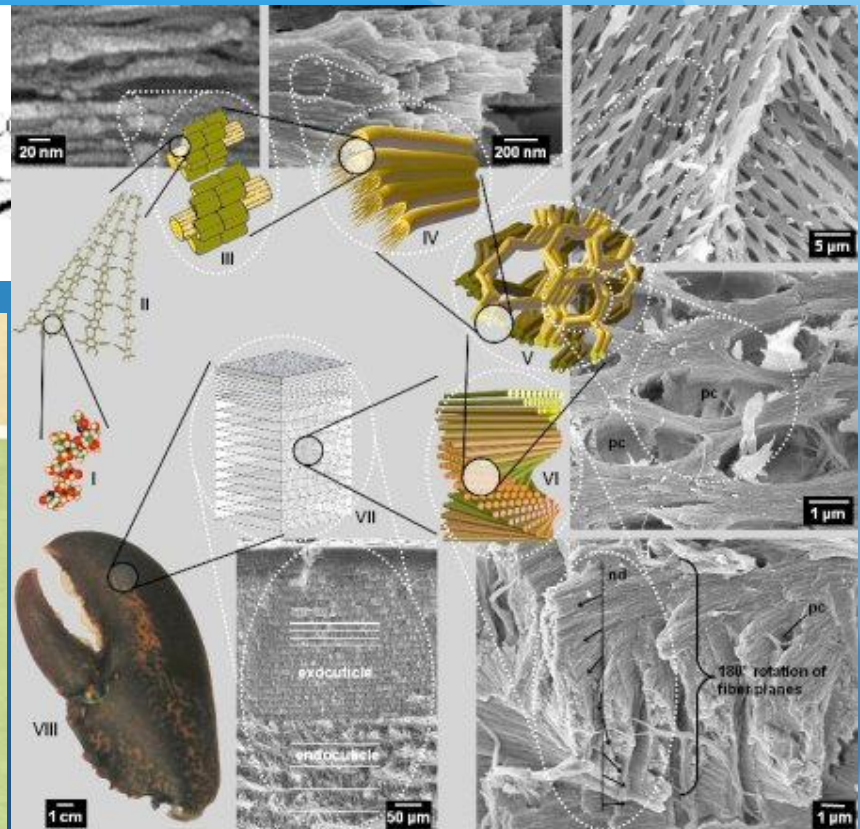 20 nm
200 nm
5 µm
III
IV
II
V
pc
pc
I
VI
VII
1 µm
nd
pc
180° rotation of
fiber planes
exocuticle
VIII
endocuticle
1 cm
50 µm
1 µm